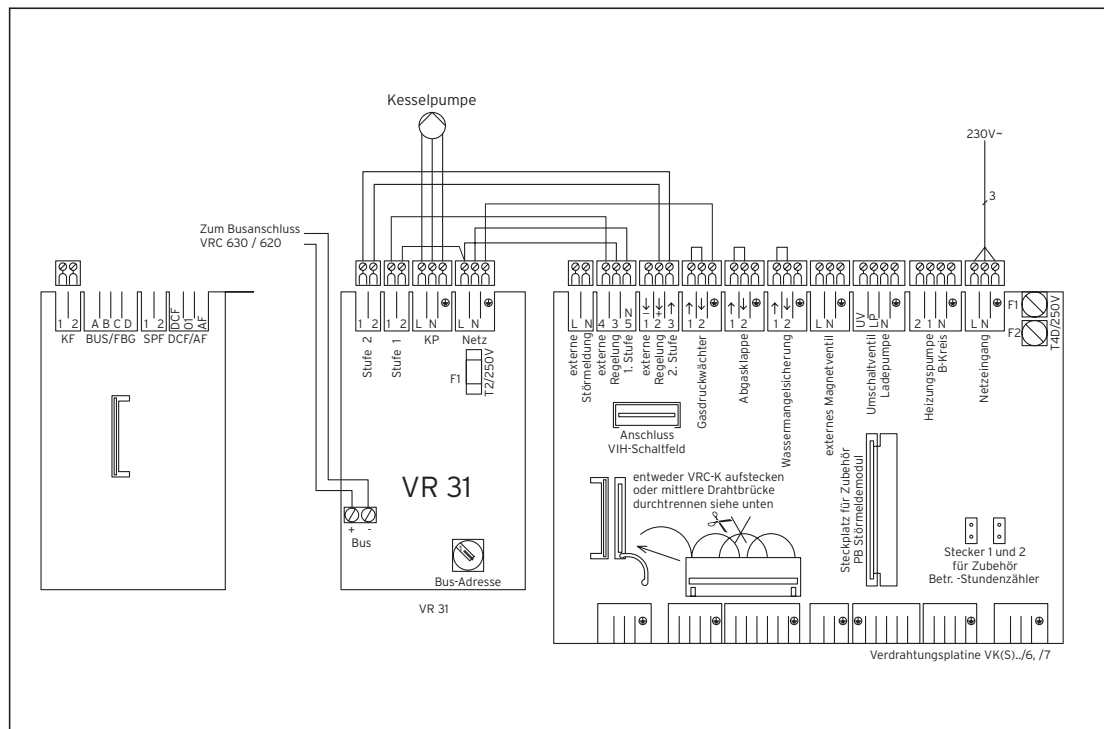 Kesselpumpe
230V~
3
Zum Busanschluss
VRC 630 / 620
1 2
KF
A B C D
BUS/FBG
1 2
SPF
DCF
01
AF
DCF/AF
1 2
Stufe 2
1 2
Stufe 1
L N
KP
L N
Netz
F1
T2/250V
VR 31
+ -
Bus
Bus-Adresse
VR 31
L N
externe
Störmeldung
4 3 5
N
externe
Regelung
1. Stufe
1 2 3
- +
externe
Regelung
2. Stufe
1 2
Gasdruckwächter
1 2
Abgasklappe
1 2
Wassermangelsicherung
L N
externes Magnetventil
UV
LP
L N
Umschaltventil
Ladepumpe
2 1 N
Heizungspumpe
B-Kreis
L N
Netzeingang
F1
F2
T4D/250V
Anschluss
VIH-Schaltfeld
entweder VRC-K aufstecken
oder mittlere Drahtbrücke
durchtrennen siehe unten
Steckplatz für Zubehör
PB Störmeldemodul
Stecker 1 und 2
für Zubehör
Betr. -Stundenzähler
Verdrahtungsplatine VK(S)../6, /7